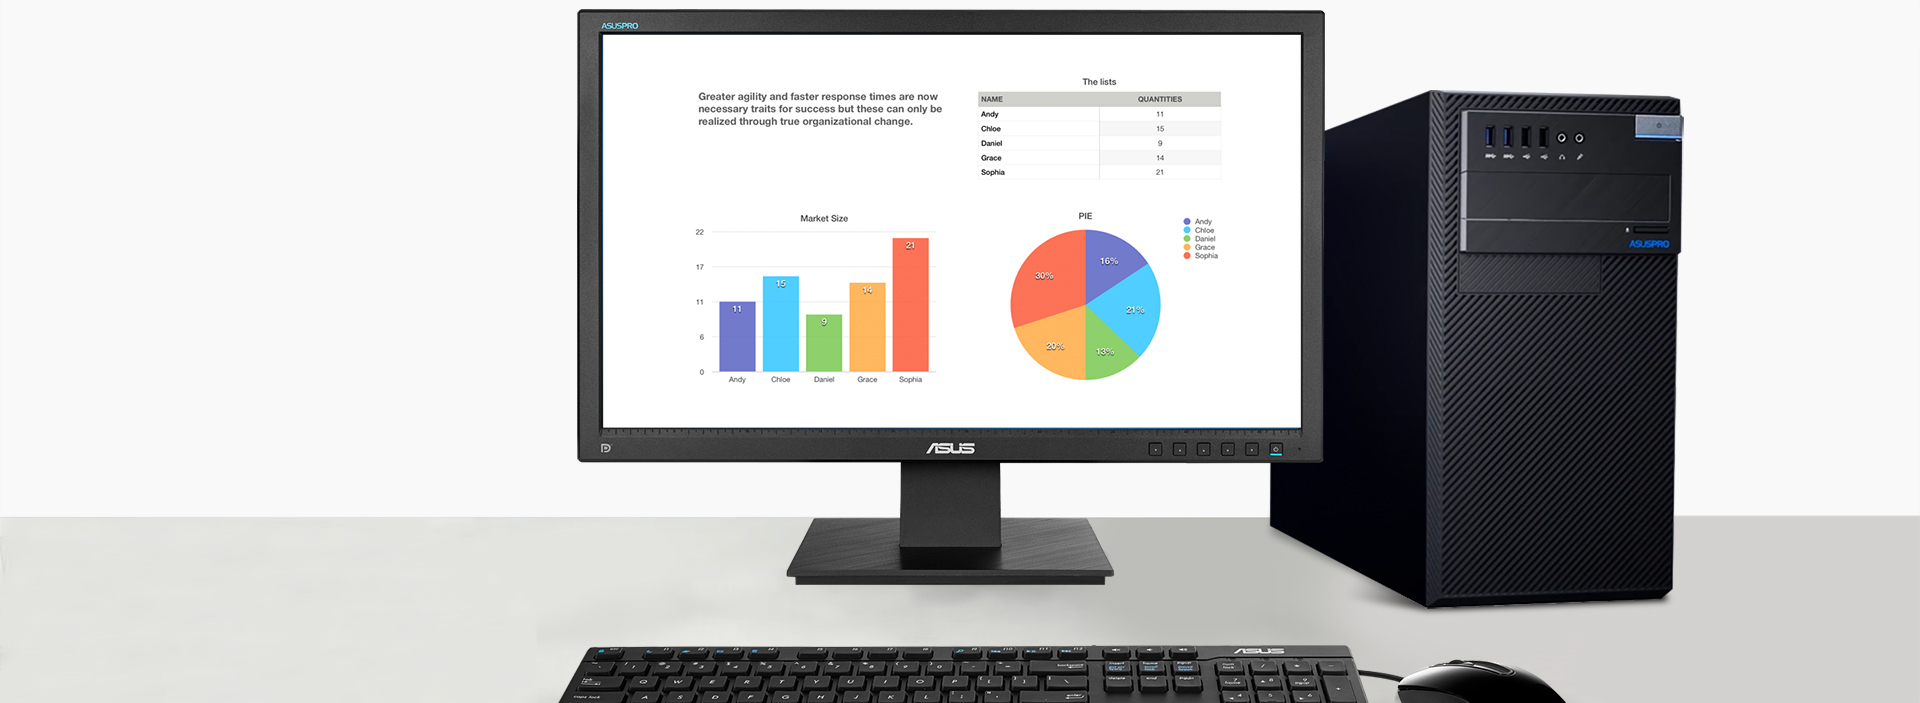 ASUSPRO
Greater agility and faster response times are now
necessary traits for success but these can only be
realized through true organizational change.
The lists
NAME QUANTITIES
Andy 11
Chloe 15
Daniel 9
Grace 14
Sophia 21
Market Size
22
17
11
6
0
11
15
9
14
21
Andy Chloe Daniel Grace Sophia
PIE
Andy
Chloe
Daniel
Grace
Sophia
16%
21%
13%
20%
30%
ASUS
ASUSPRO
ASUS
Q W E R T Y U I O P
A S D F G H J K L